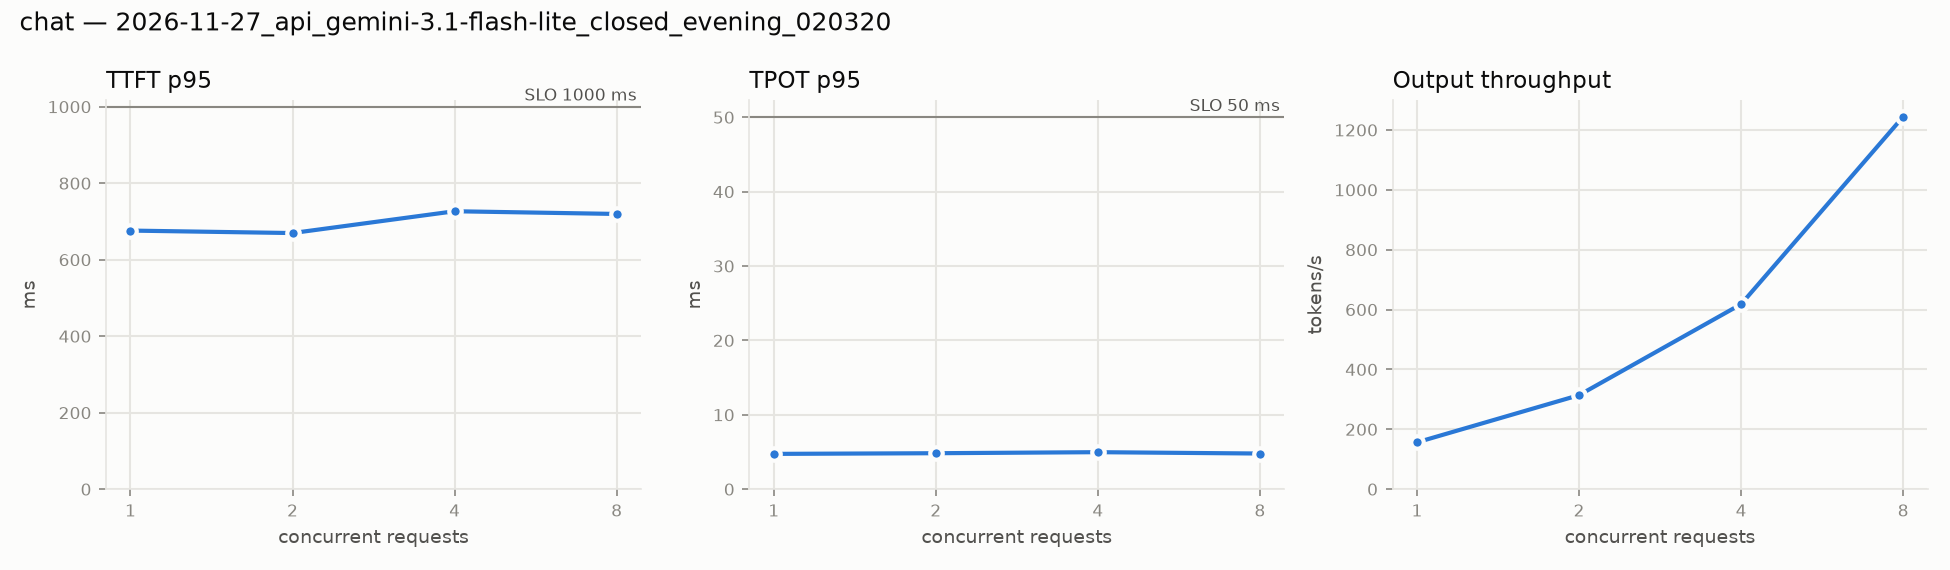 chat — 2026-11-27_api_gemini-3.1-flash-lite_closed_evening_020320
TTFT p95
SLO 1000 ms
1000
800
600
400
200
0
ms
1 2 4 8
concurrent requests
TPOT p95
SLO 50 ms
50
40
30
20
10
0
ms
1 2 4 8
concurrent requests
Output throughput
1200
1000
800
600
400
200
0
tokens/s
1 2 4 8
concurrent requests